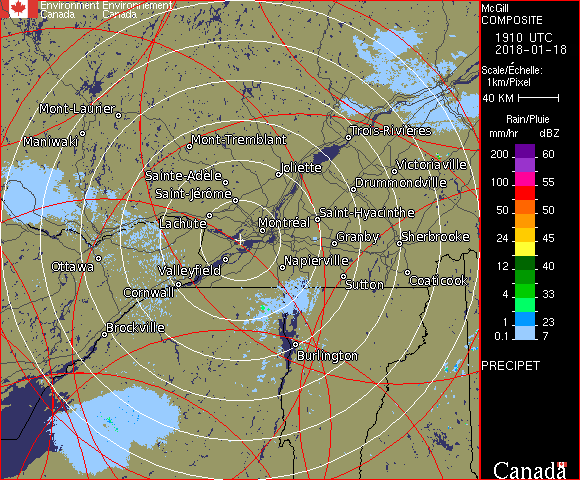 Environment Environnement
Canada Canada
McGill
COMPOSITE
1910 UTC
2018-01-18
Scale/Échelle:
1km/Pixel
40 KM
Rain/Pluie
mm/hr dBZ
200 60
100 55
50 50
24 45
12 40
4 33
1 23
0.1 7
PRECIPET
Canada
Mont-Laurier
Maniwaki
Mont-Tremblant
Trois-Rivières
Sainte-Adèle
Joliette
Victoriaville
Saint-Jérôme
Drummondville
Lachute
Montréal
Saint-Hyacinthe
Granby
Sherbrooke
Ottawa
Valleyfield
Napierville
Cornwall
Sutton
Coaticook
Brockville
Burlington